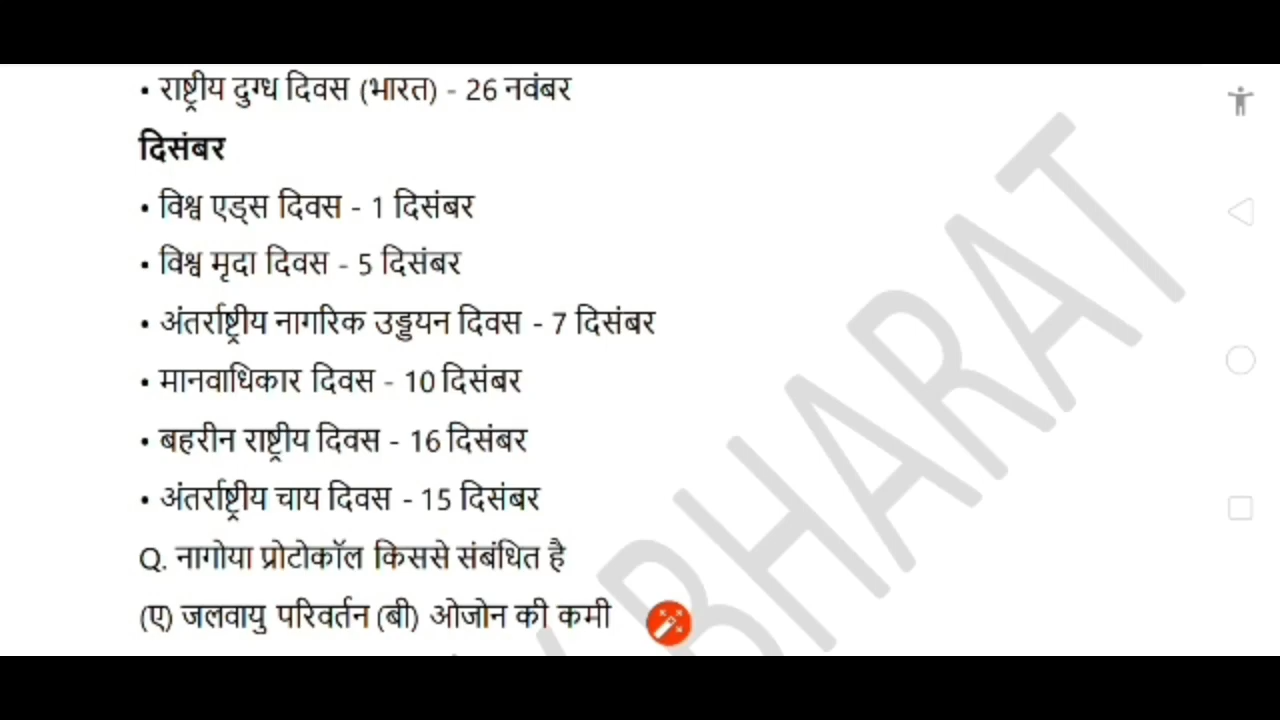 • राष्ट्रीय दुग्ध दिवस (भारत) - 26 नवंबर
दिसंबर
• विश्व एड्स दिवस - 1 दिसंबर
• विश्व मृदा दिवस - 5 दिसंबर
• अंतर्राष्ट्रीय नागरिक उड्डयन दिवस - 7 दिसंबर
• मानवाधिकार दिवस - 10 दिसंबर
• बहरीन राष्ट्रीय दिवस - 16 दिसंबर
• अंतर्राष्ट्रीय चाय दिवस - 15 दिसंबर
Q. नागोया प्रोटोकॉल किससे संबंधित है
(ए) जलवायु परिवर्तन (बी) ओजोन की कमी
BHARAT